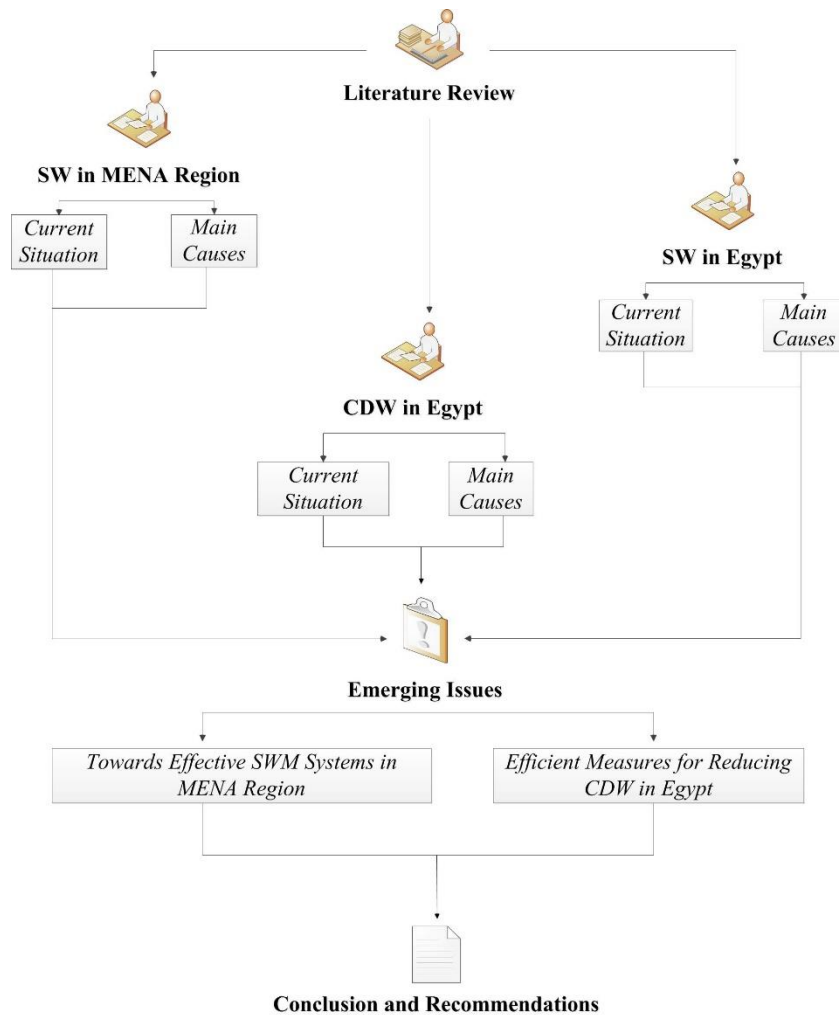 Literature Review
SW in MENA Region
Current
Situation
Main
Causes
SW in Egypt
Current
Situation
Main
Causes
CDW in Egypt
Current
Situation
Main
Causes
Emerging Issues
Towards Effective SWM Systems in
MENA Region
Efficient Measures for Reducing
CDW in Egypt
Conclusion and Recommendations